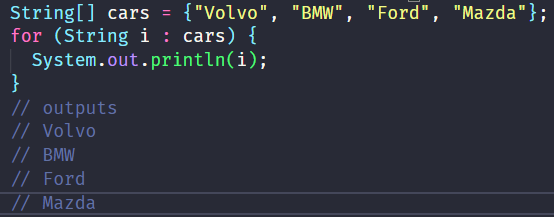 String[] cars = {"Volvo", "BMW", "Ford", "Mazda"};
for (String i : cars) {
  System.out.println(i);
}
// outputs
// Volvo
// BMW
// Ford
// Mazda